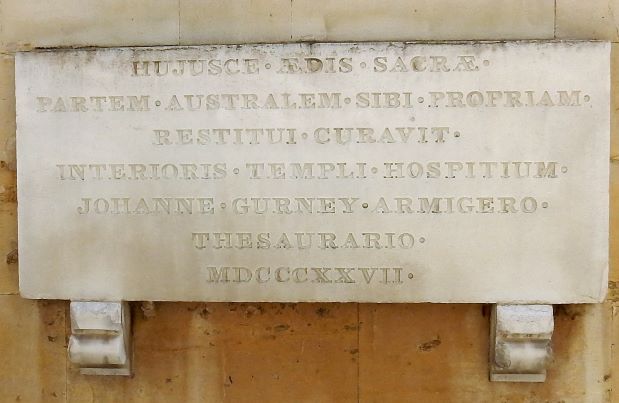 HUJUSCE · ÆDIS · SACRÆ ·
PARTEM · AUSTRALEM · SIBI · PROPRIAM ·
RESTITUI · CURAVIT ·
INTERIORIS · TEMPLI · HOSPITIUM ·
JOHANNE · GURNEY · ARMIGERO ·
THESAURARIO ·
MDCCCXXVII ·